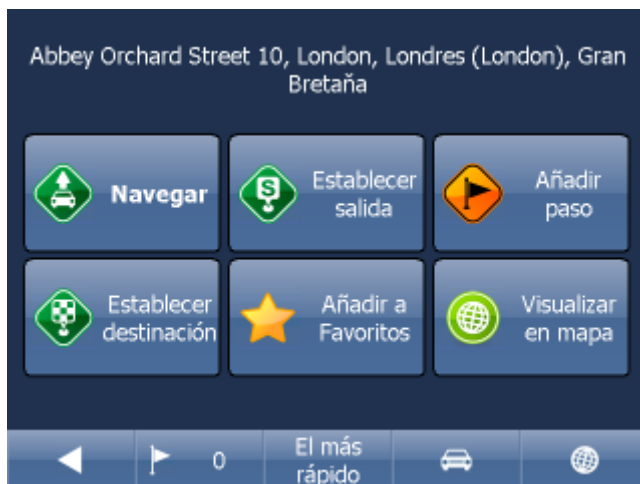 Abbey Orchard Street 10, London, Londres (London), Gran
Bretaña
Navegar
Establecer
salida
Añadir
paso
Establecer
destinación
Añadir a
Favoritos
Visualizar
en mapa
0
El más
rápido